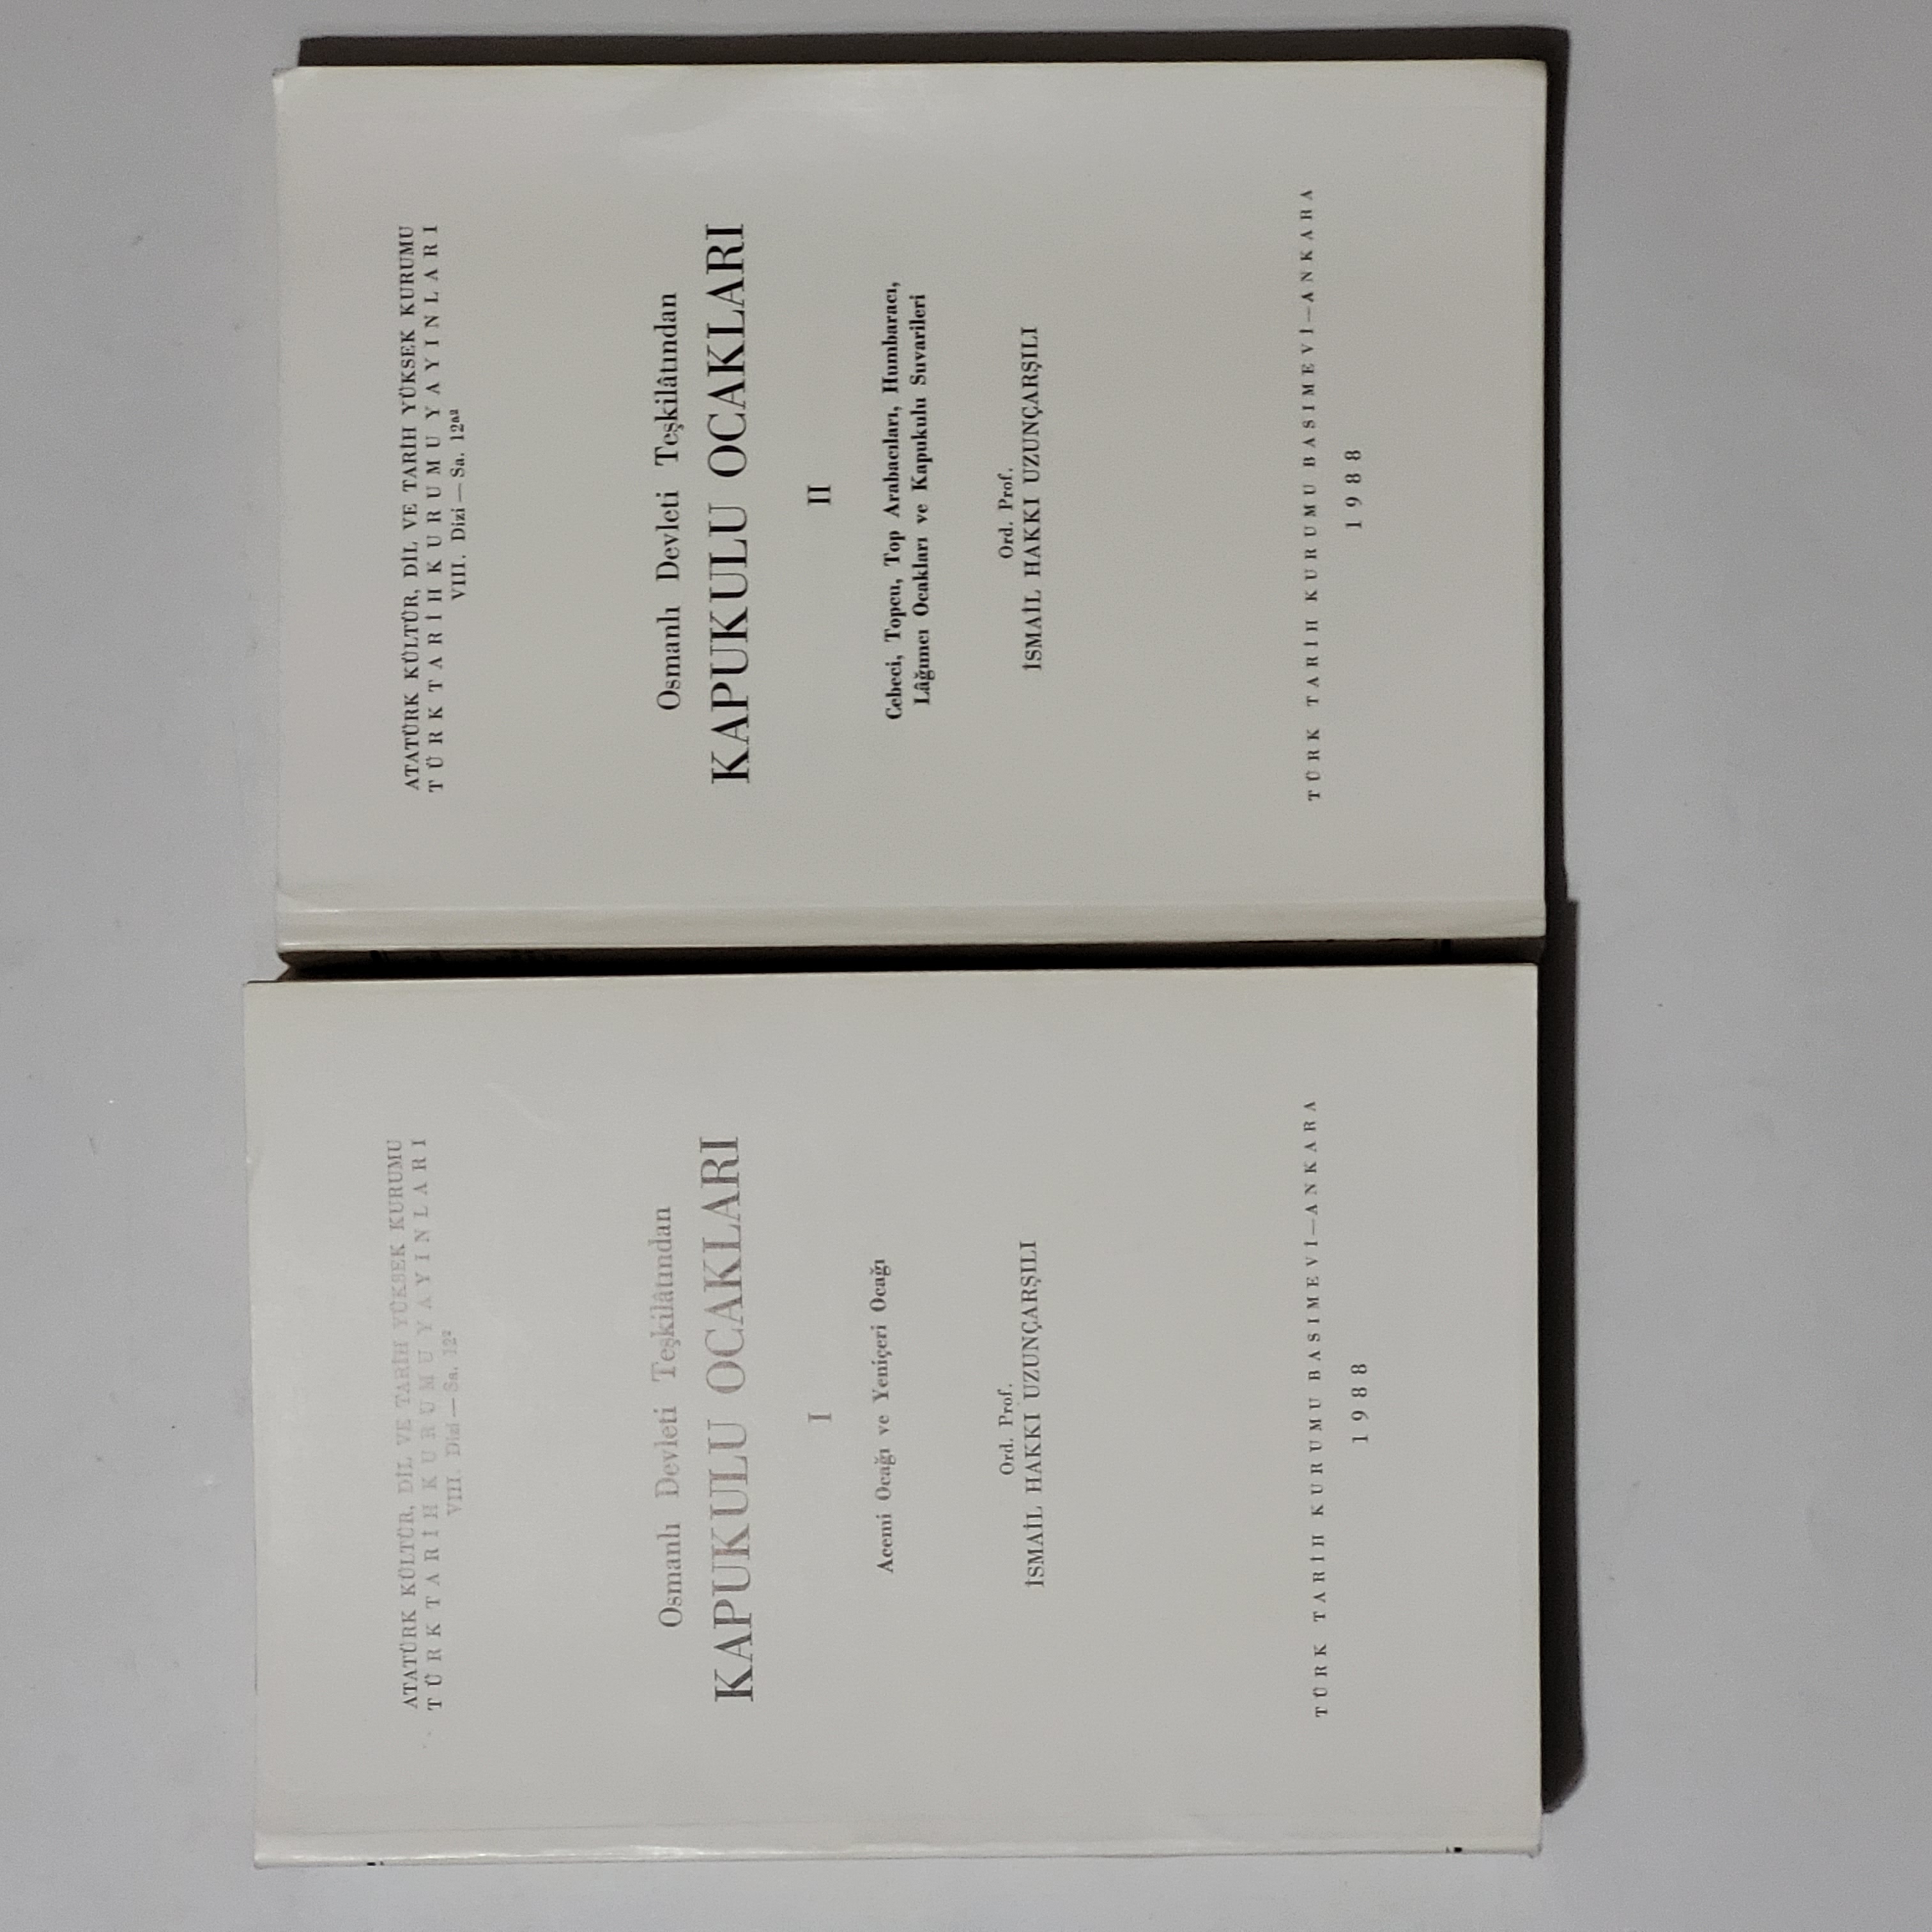 ATATÜRK KÜLTÜR, DİL VE TARİH YÜKSEK KURUMU
TÜRK TARİH KURUMU YAYINLARI
VIII. Dizi — Sa. 12²
Osmanlı Devleti Teşkilâtından
KAPUKULU OCAKLARI
I
Acemi Ocağı ve Yeniçeri Ocağı
Ord. Prof.
İSMAİL HAKKI UZUNÇARŞILI
TÜRK TARİH KURUMU BASIMEVİ—ANKARA
1988
ATATÜRK KÜLTÜR, DİL VE TARİH YÜKSEK KURUMU
TÜRK TARİH KURUMU YAYINLARI
VIII. Dizi — Sa. 12a²
Osmanlı Devleti Teşkilâtından
KAPUKULU OCAKLARI
II
Cebeci, Topcu, Top Arabacıları, Humbaracı,
Lâğımcı Ocakları ve Kapukulu Suvarileri
Ord. Prof.
İSMAİL HAKKI UZUNÇARŞILI
TÜRK TARİH KURUMU BASIMEVİ—ANKARA
1988